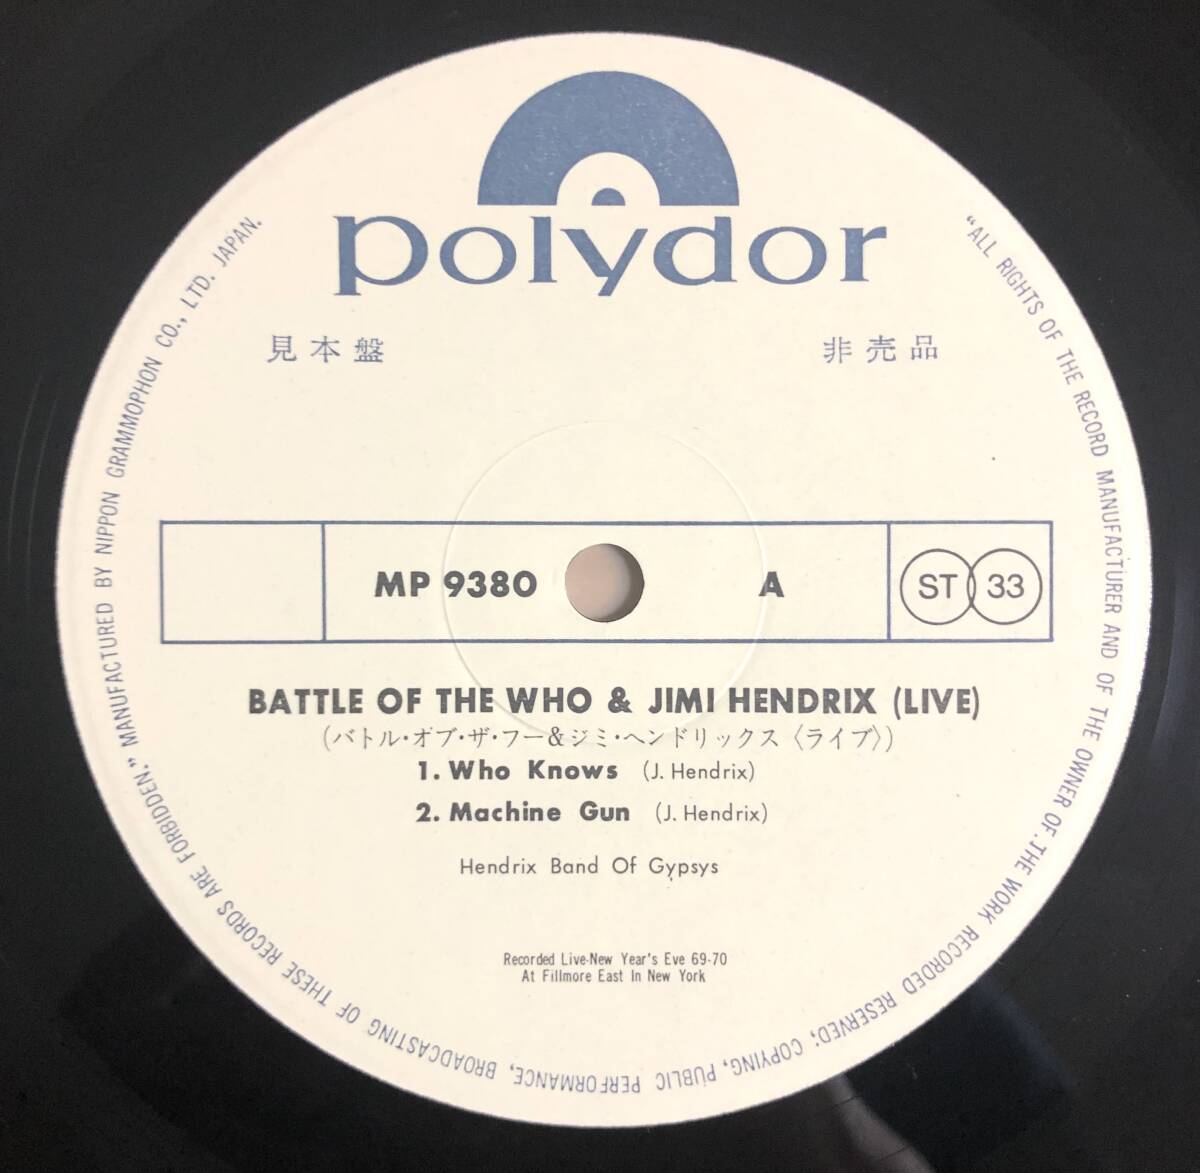 polydor
見本盤 非売品
MP 9380 A ST 33
BATTLE OF THE WHO & JIMI HENDRIX (LIVE)
(バトル・オブ・ザ・フー&ジミ・ヘンドリックス〈ライブ〉)
1. Who Knows (J. Hendrix)
2. Machine Gun (J. Hendrix)
Hendrix Band Of Gypsys
Recorded Live-New Year's Eve 69-70
At Fillmore East In New York
"ALL RIGHTS OF THE RECORD MANUFACTURER AND OF THE OWNER OF THE WORK RECORDED RESERVED; COPYING, PUBLIC PERFORMANCE, BROADCASTING OF THESE RECORDS ARE FORBIDDEN." MANUFACTURED BY NIPPON GRAMMOPHON CO., LTD. JAPAN.